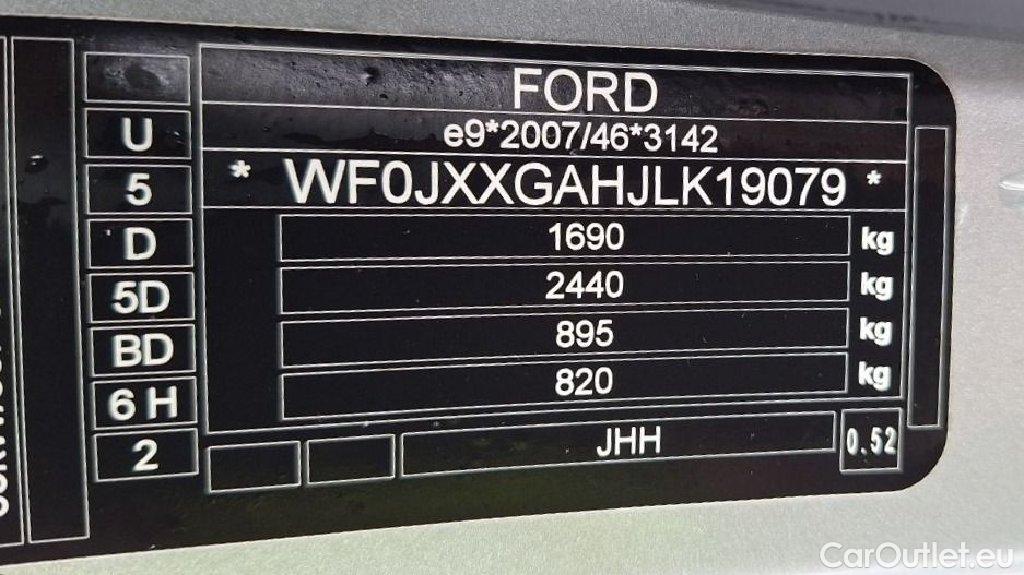 FORD
U
e9*2007/46*3142
5
* WF0JXXGAHJLK19079 *
D
1690 kg
5D
2440 kg
BD
895 kg
6 H
820 kg
2
JHH
0.52
CarOutlet.eu